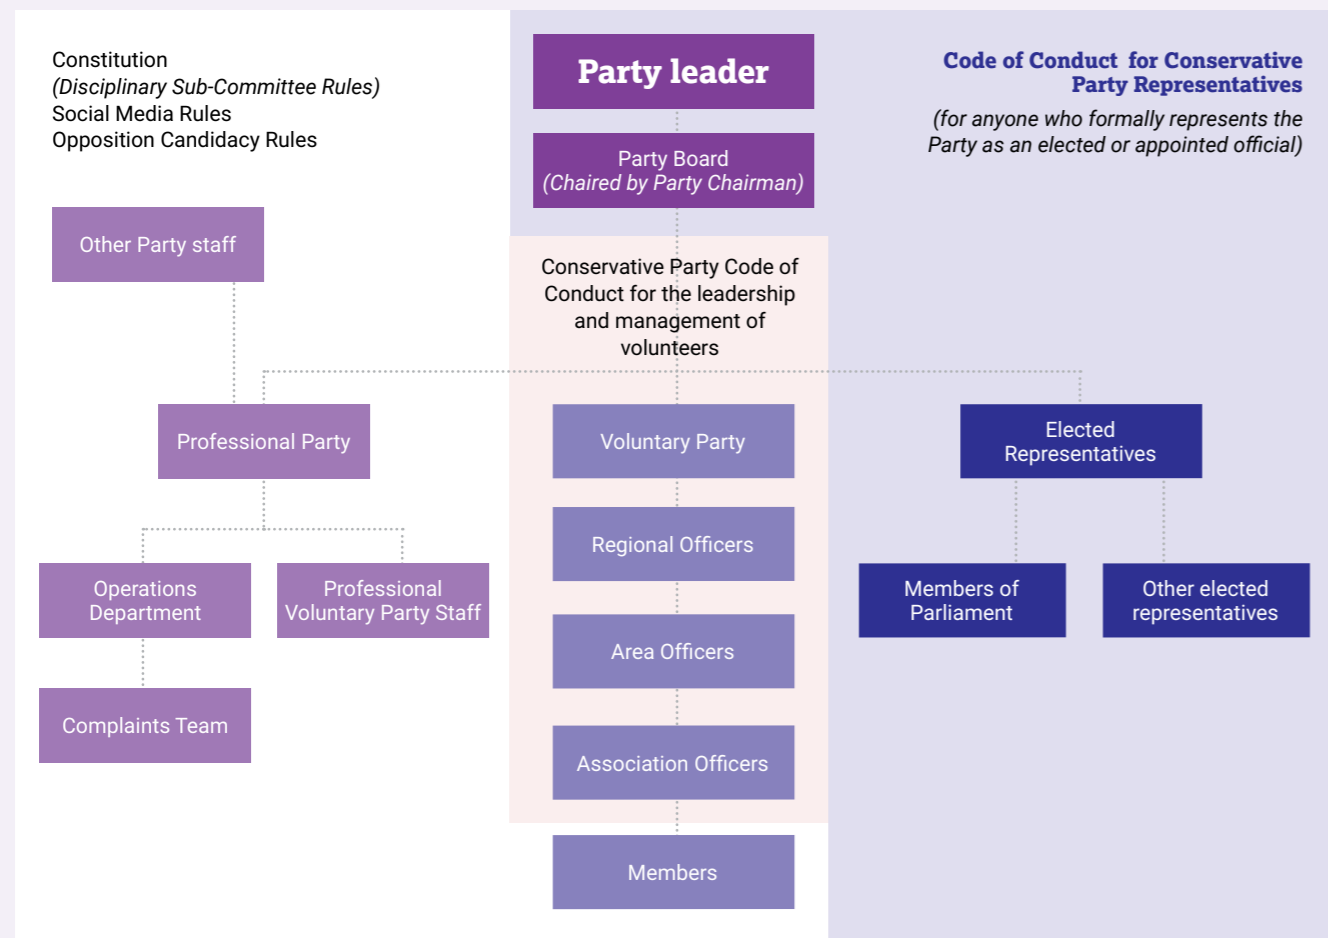 Constitution
(Disciplinary Sub-Committee Rules)
Social Media Rules
Opposition Candidacy Rules
Party leader
Party Board
(Chaired by Party Chairman)
Code of Conduct for Conservative
Party Representatives
(for anyone who formally represents the
Party as an elected or appointed official)
Other Party staff
Conservative Party Code of
Conduct for the leadership
and management of
volunteers
Professional Party
Voluntary Party
Elected
Representatives
Regional Officers
Operations
Department
Professional
Voluntary Party Staff
Members of
Parliament
Other elected
representatives
Area Officers
Complaints Team
Association Officers
Members